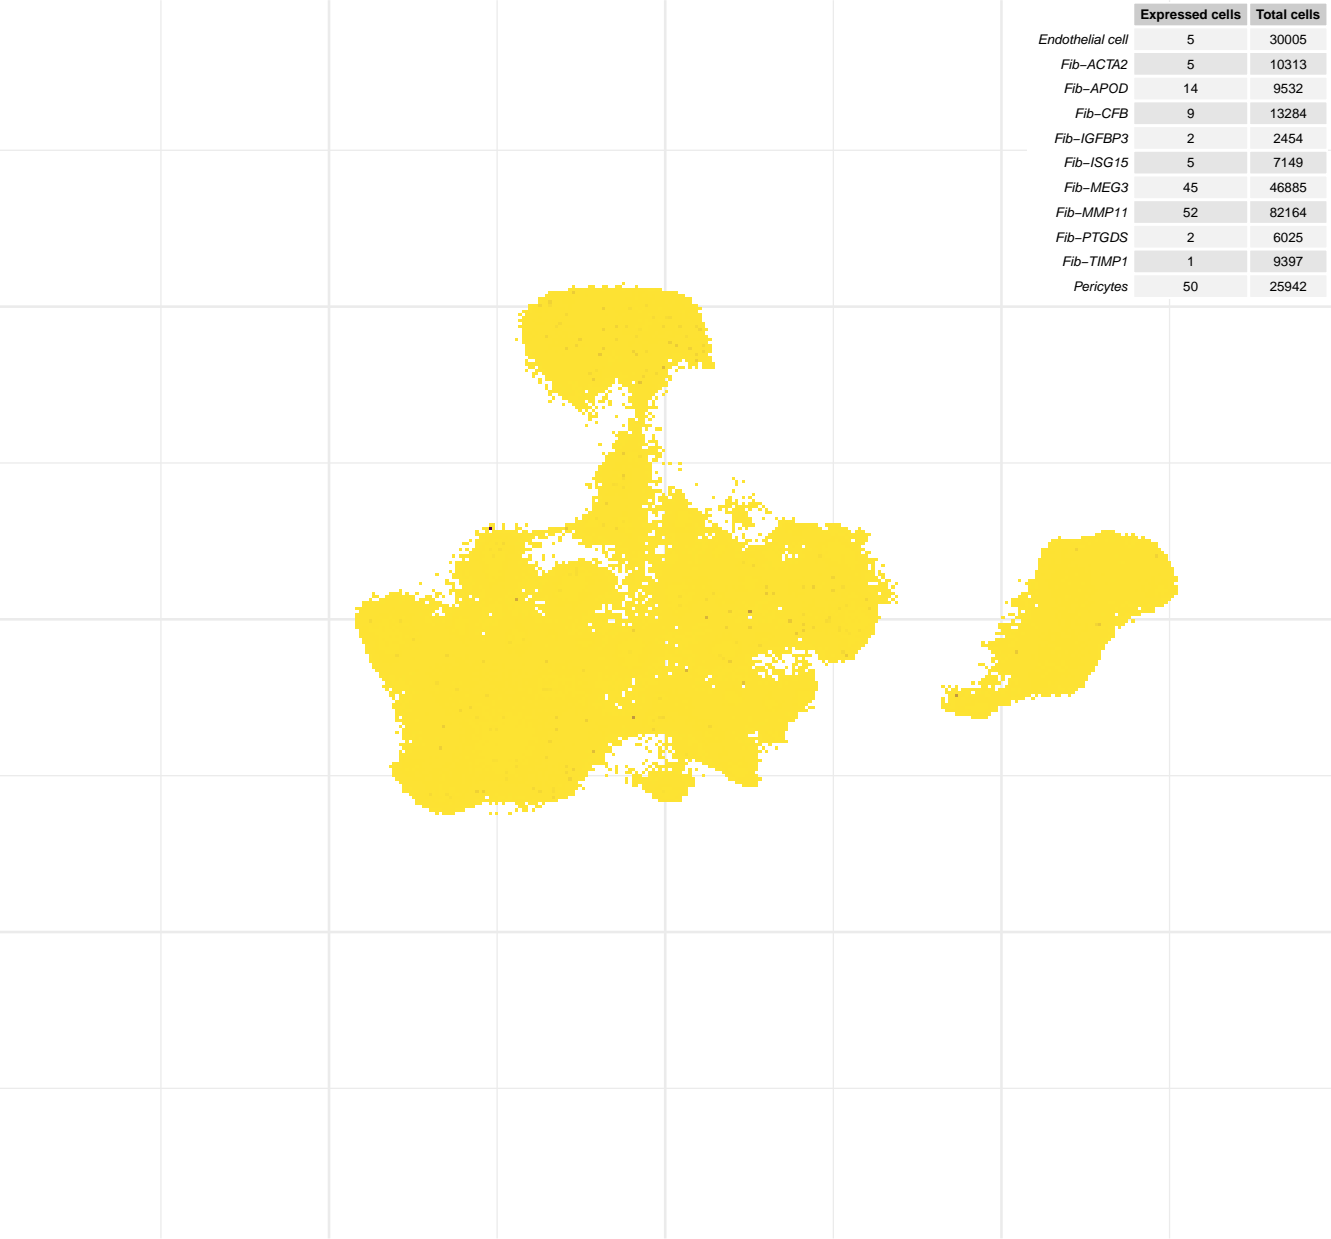 Expressed cells Total cells
Endothelial cell 5 30005
Fib−ACTA2 5 10313
Fib−APOD 14 9532
Fib−CFB 9 13284
Fib−IGFBP3 2 2454
Fib−ISG15 5 7149
Fib−MEG3 45 46885
Fib−MMP11 52 82164
Fib−PTGDS 2 6025
Fib−TIMP1 1 9397
Pericytes 50 25942